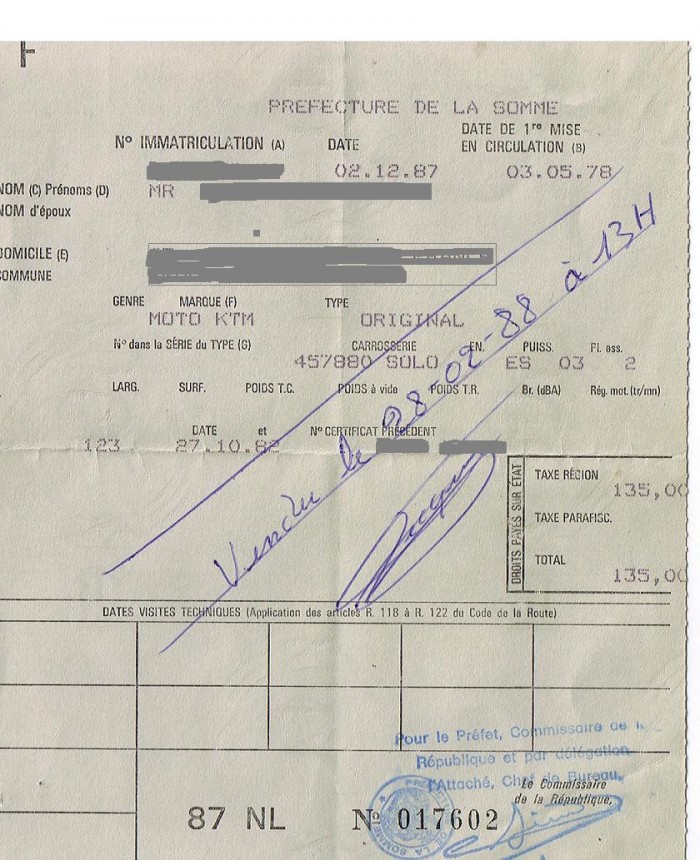 PREFECTURE DE LA SOMME
N° IMMATRICULATION (A) DATE DATE DE 1re MISE EN CIRCULATION (B)
02.12.87 03.05.78
NOM (C) Prénoms (D) MR
NOM d'époux
DOMICILE (E)
COMMUNE
GENRE MARQUE (F) TYPE
MOTO KTM ORIGINAL
N° dans la SÉRIE du TYPE (G) CARROSSERIE EN. PUISS. Pl. ass.
457880 SOLO ES 03 2
LARG. SURF. POIDS T.C. POIDS à vide POIDS T.R. Br. (dBA) Rég. mot. (tr/mn)
DATE et N° CERTIFICAT PRÉCÉDENT
123 27.10.82
Vendu le 08-02-88 à 13H
DROITS PAYÉS SUR ÉTAT
TAXE RÉGION 135,00
TAXE PARAFISC.
TOTAL 135,00
DATES VISITES TECHNIQUES (Application des articles R. 118 à R. 122 du Code de la Route)
Pour le Préfet, Commissaire de la
République et par délégation
l'Attaché, Chef de Bureau,
Le Commissaire
de la République,
87 NL N° 017602
DE LA SOMME